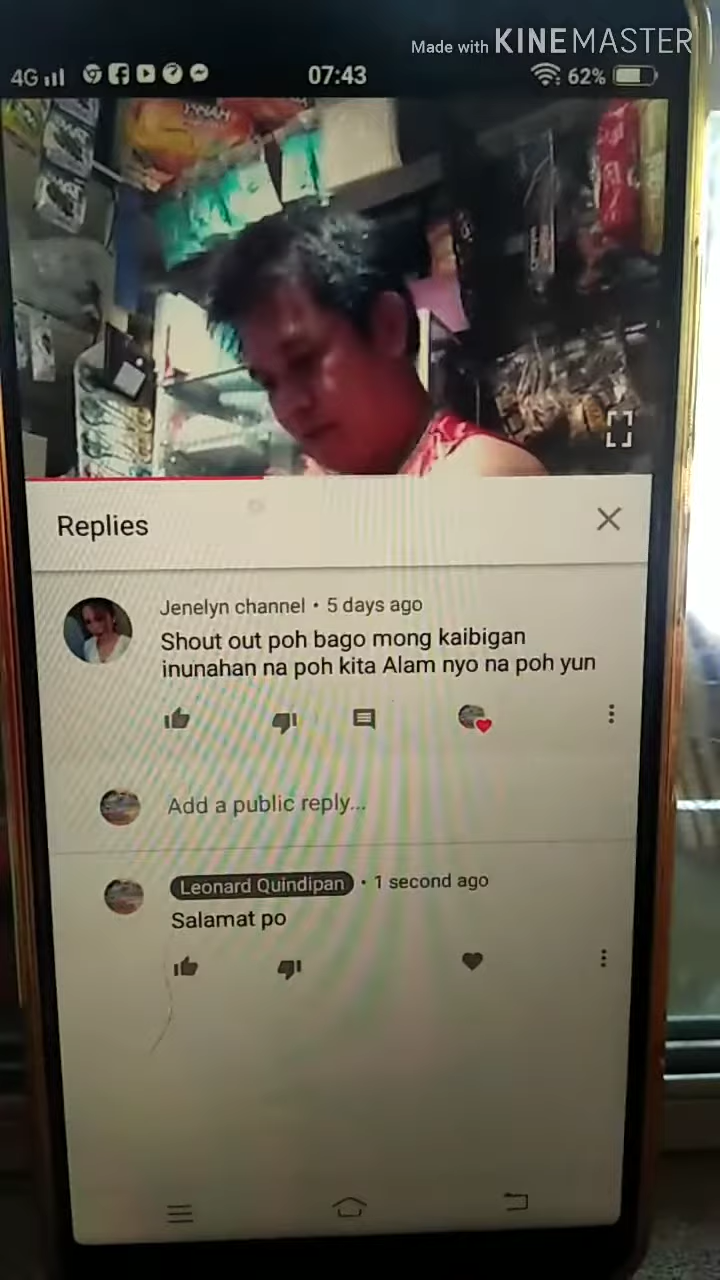 Made with KINEMASTER
4G 07:43 62%
Replies
Jenelyn channel • 5 days ago
Shout out poh bago mong kaibigan
inunahan na poh kita Alam nyo na poh yun
Add a public reply...
Leonard Quindipan • 1 second ago
Salamat po